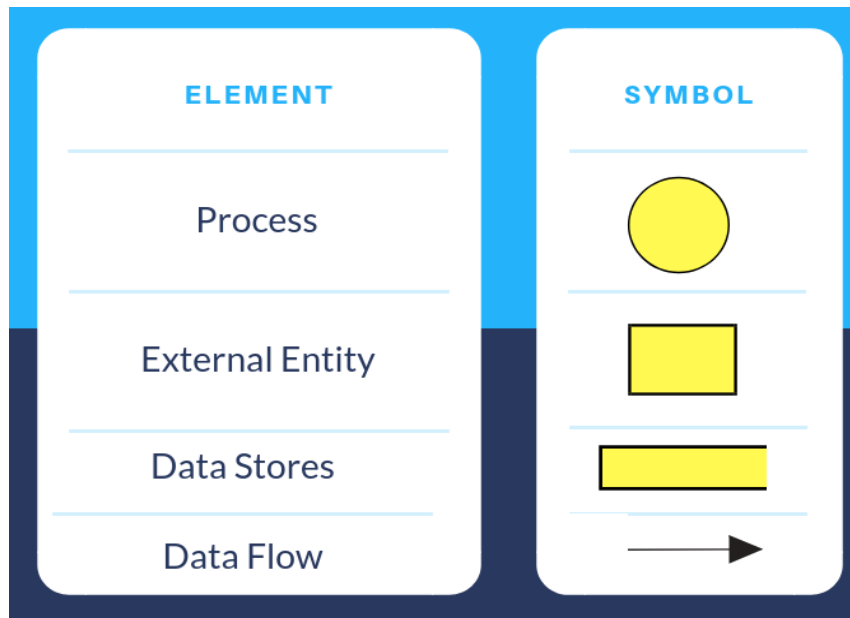 ELEMENT
SYMBOL
Process
External Entity
Data Stores
Data Flow